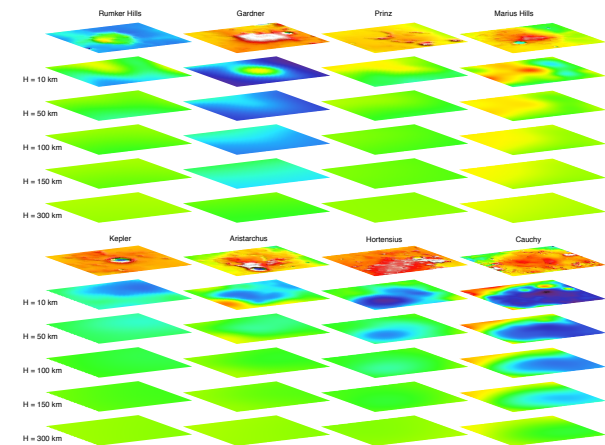 Rumker Hills Gardner Prinz Marius Hills
H = 10 km
H = 50 km
H = 100 km
H = 150 km
H = 300 km
Kepler Aristarchus Hortensius Cauchy
H = 10 km
H = 50 km
H = 100 km
H = 150 km
H = 300 km